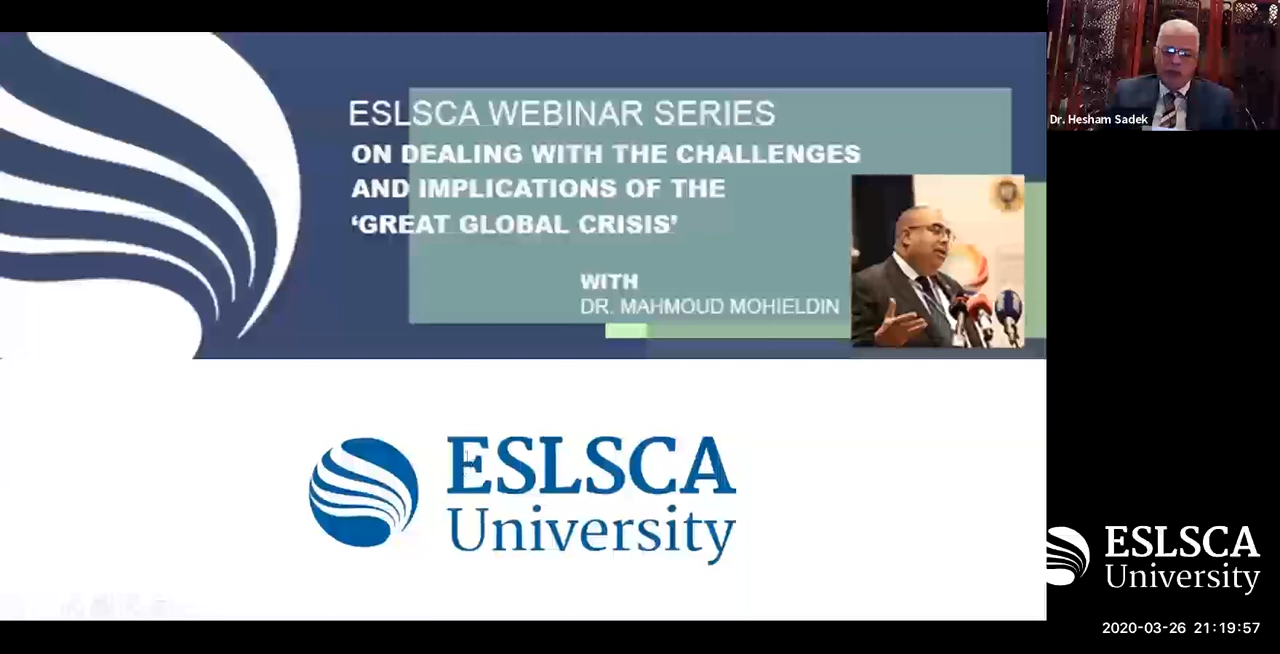 ESLSCA WEBINAR SERIES
ON DEALING WITH THE CHALLENGES
AND IMPLICATIONS OF THE
‘GREAT GLOBAL CRISIS’
WITH
DR. MAHMOUD MOHIELDIN
ESLSCA
University
Dr. Hesham Sadek
ESLSCA
University
2020-03-26 21:19:57